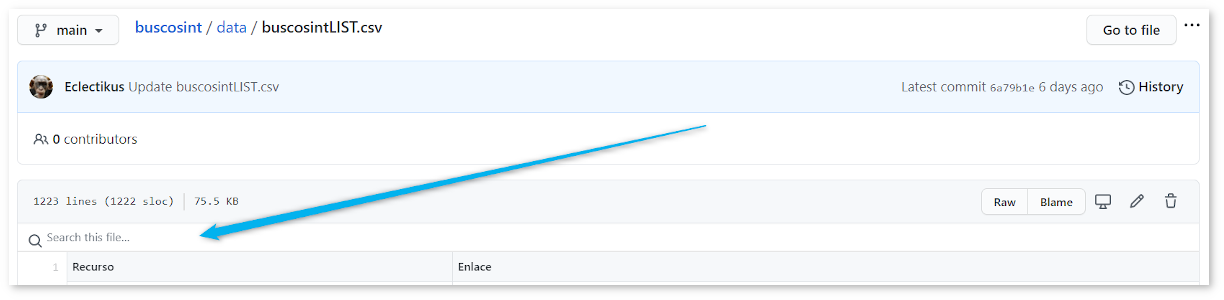 main buscosint / data / buscosintLIST.csv Go to file ...
Eclectikus Update buscosintLIST.csv Latest commit 6a79b1e 6 days ago History
0 contributors
1223 lines (1222 sloc) 75.5 KB Raw Blame
Search this file...
1 Recurso Enlace